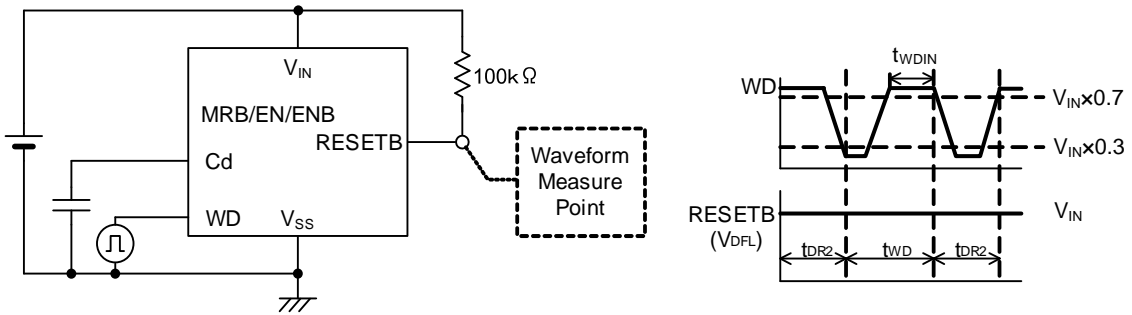 VIN
MRB/EN/ENB
RESETB
Cd
WD
VSS
100kΩ
Waveform
Measure
Point
tWDIN
WD
VIN×0.7
VIN×0.3
RESETB
(VDFL)
VIN
tDR2
tWD
tDR2